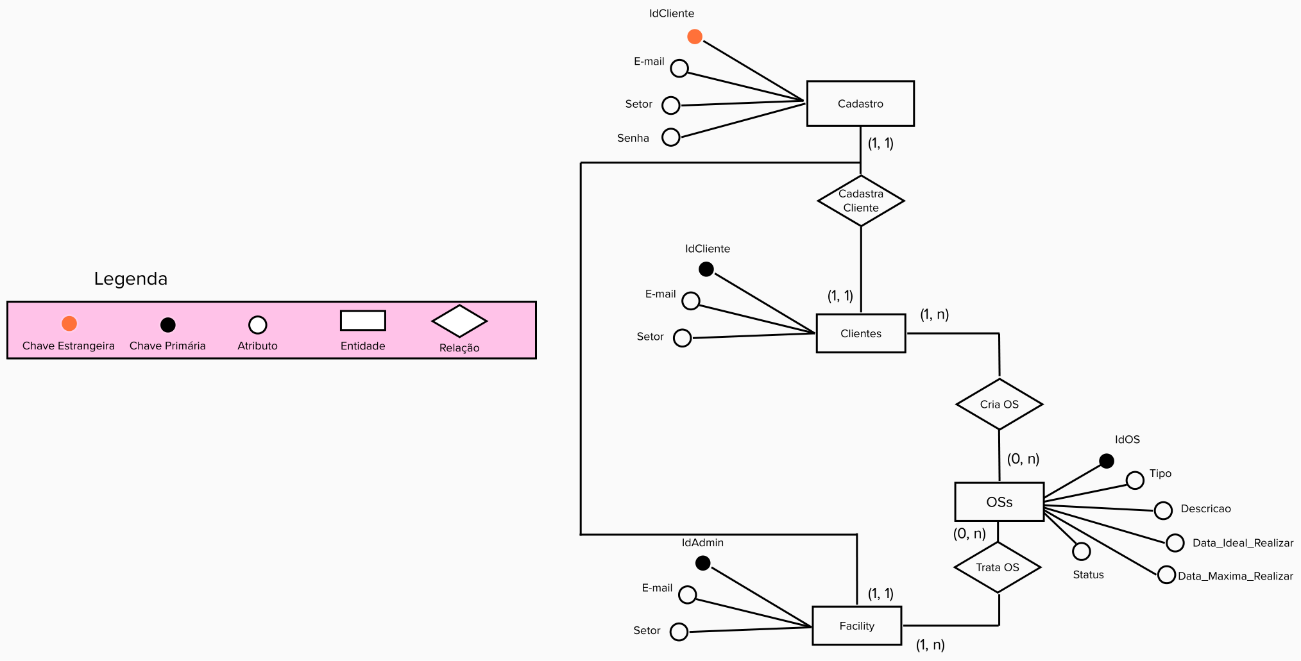 IdCliente
E-mail
Setor
Senha
Cadastro
(1, 1)
Cadastra
Cliente
IdCliente
E-mail
Setor
(1, 1)
Clientes
(1, n)
Legenda
Chave Estrangeira
Chave Primária
Atributo
Entidade
Relação
Cria OS
(0, n)
IdOS
Tipo
Descricao
Data_Ideal_Realizar
Data_Maxima_Realizar
Status
OSs
(0, n)
Trata OS
IdAdmin
E-mail
Setor
(1, 1)
Facility
(1, n)